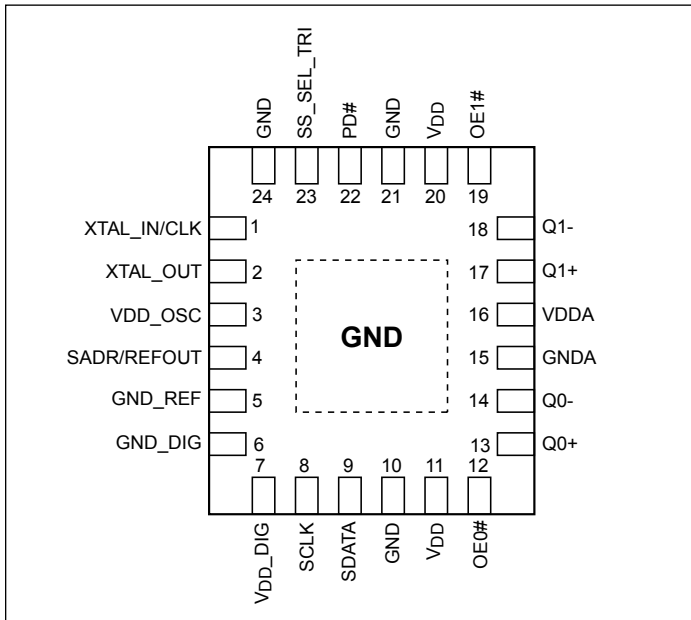 GND
SS_SEL_TRI
PD#
GND
VDD
OE1#
24
23
22
21
20
19
XTAL_IN/CLK
1
18
Q1-
XTAL_OUT
2
17
Q1+
VDD_OSC
3
16
VDDA
SADR/REFOUT
4
15
GNDA
GND_REF
5
14
Q0-
GND_DIG
6
13
Q0+
GND
7
8
9
10
11
12
VDD_DIG
SCLK
SDATA
GND
VDD
OE0#